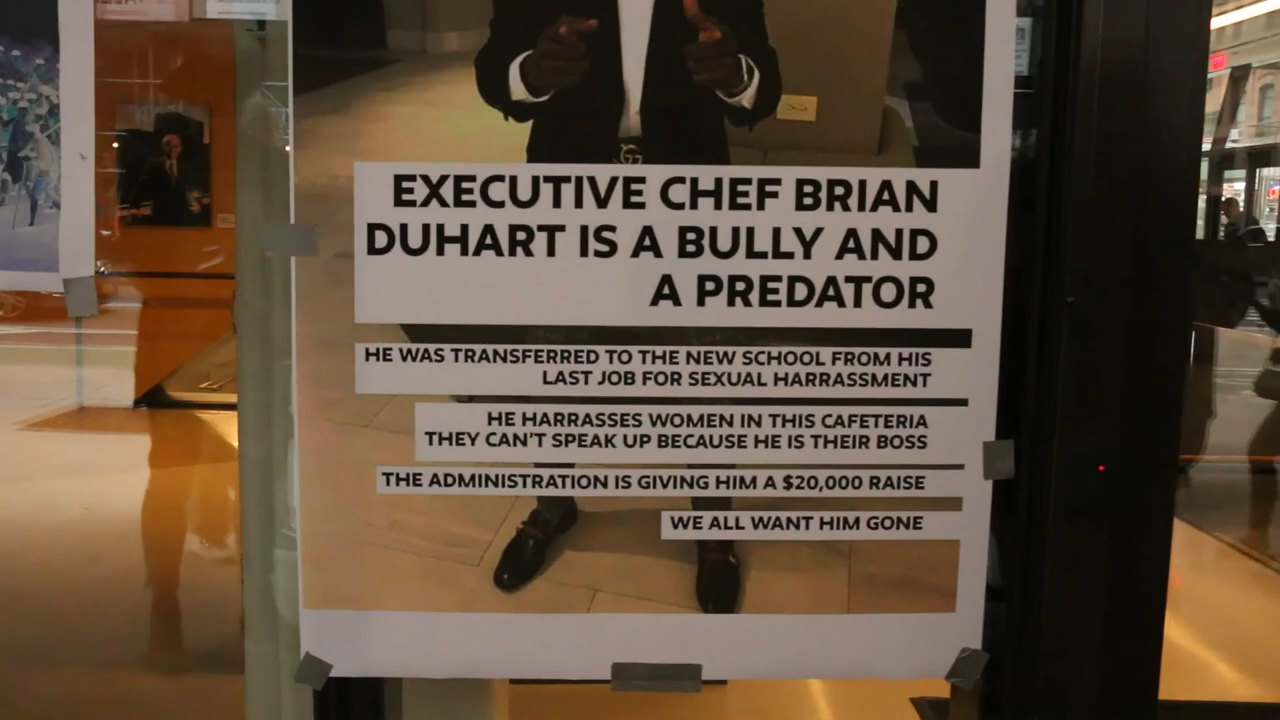 EXECUTIVE CHEF BRIAN
DUHART IS A BULLY AND
A PREDATOR
HE WAS TRANSFERRED TO THE NEW SCHOOL FROM HIS
LAST JOB FOR SEXUAL HARRASSMENT
HE HARRASSES WOMEN IN THIS CAFETERIA
THEY CAN'T SPEAK UP BECAUSE HE IS THEIR BOSS
THE ADMINISTRATION IS GIVING HIM A $20,000 RAISE
WE ALL WANT HIM GONE